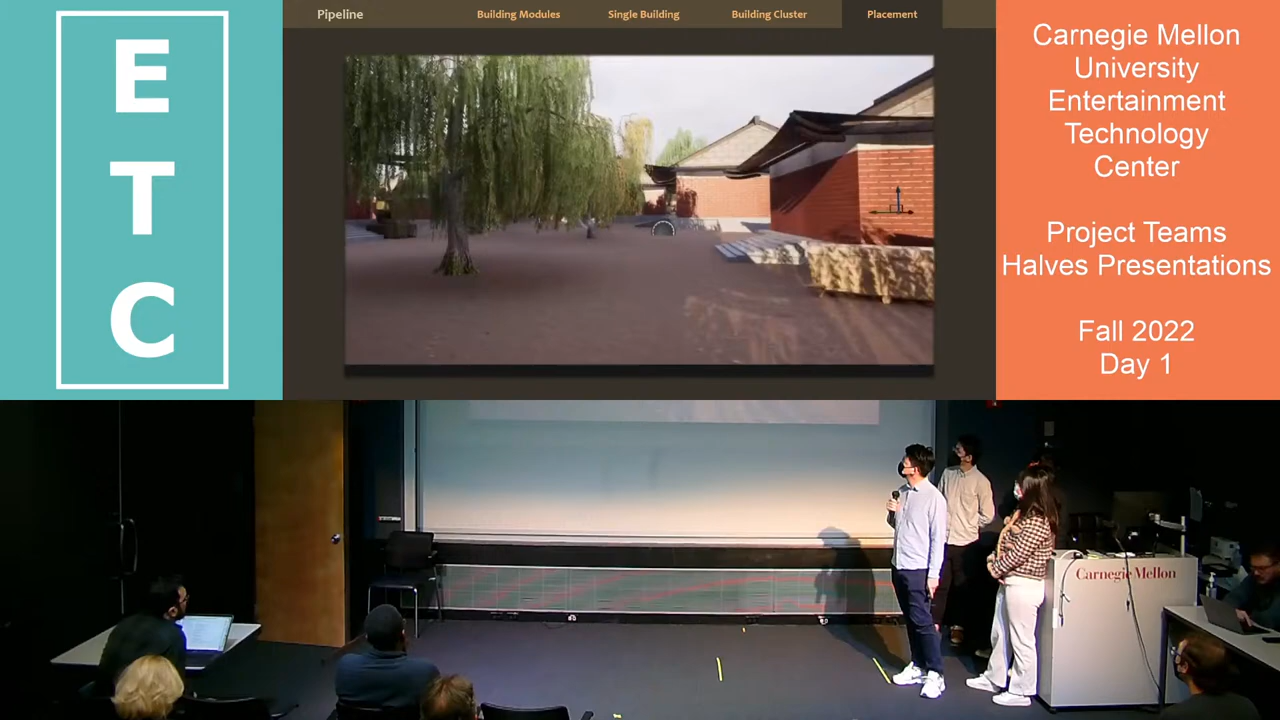 E
T
C
Pipeline
Building Modules
Single Building
Building Cluster
Placement
Carnegie Mellon
University
Entertainment
Technology
Center
Project Teams
Halves Presentations
Fall 2022
Day 1
Carnegie Mellon